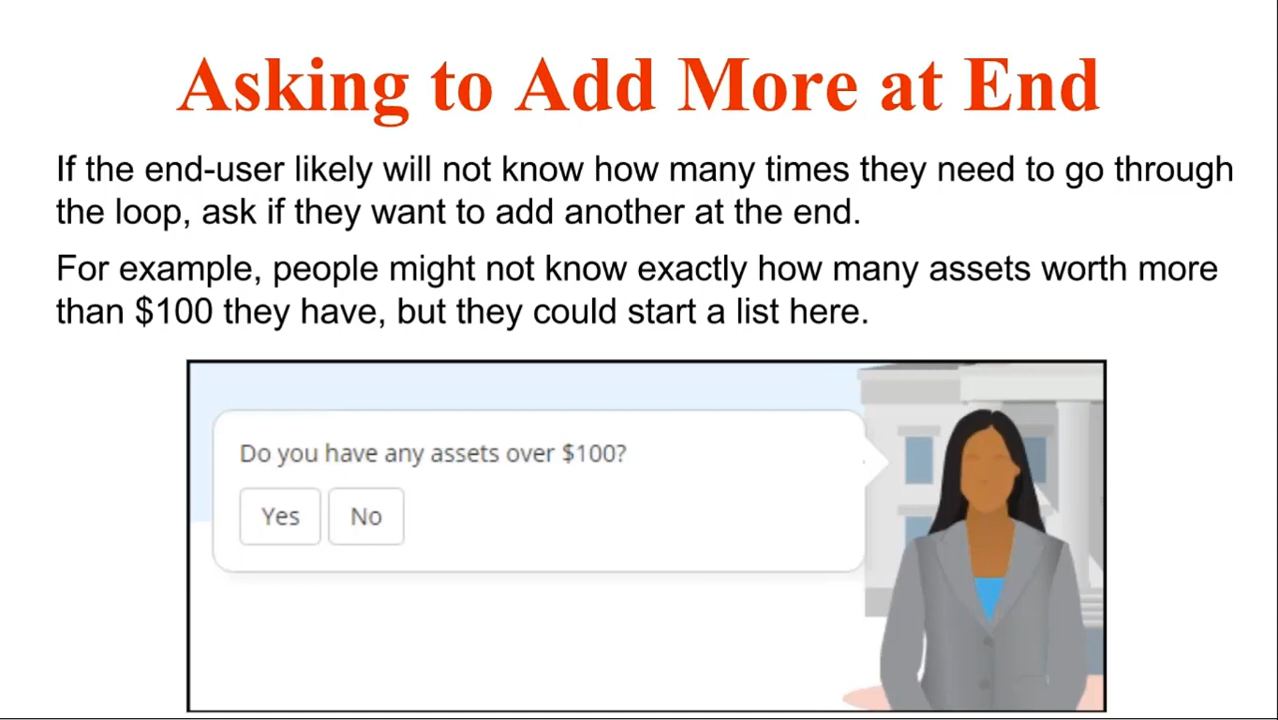 Asking to Add More at End
If the end-user likely will not know how many times they need to go through
the loop, ask if they want to add another at the end.
For example, people might not know exactly how many assets worth more
than $100 they have, but they could start a list here.
Do you have any assets over $100?
Yes No